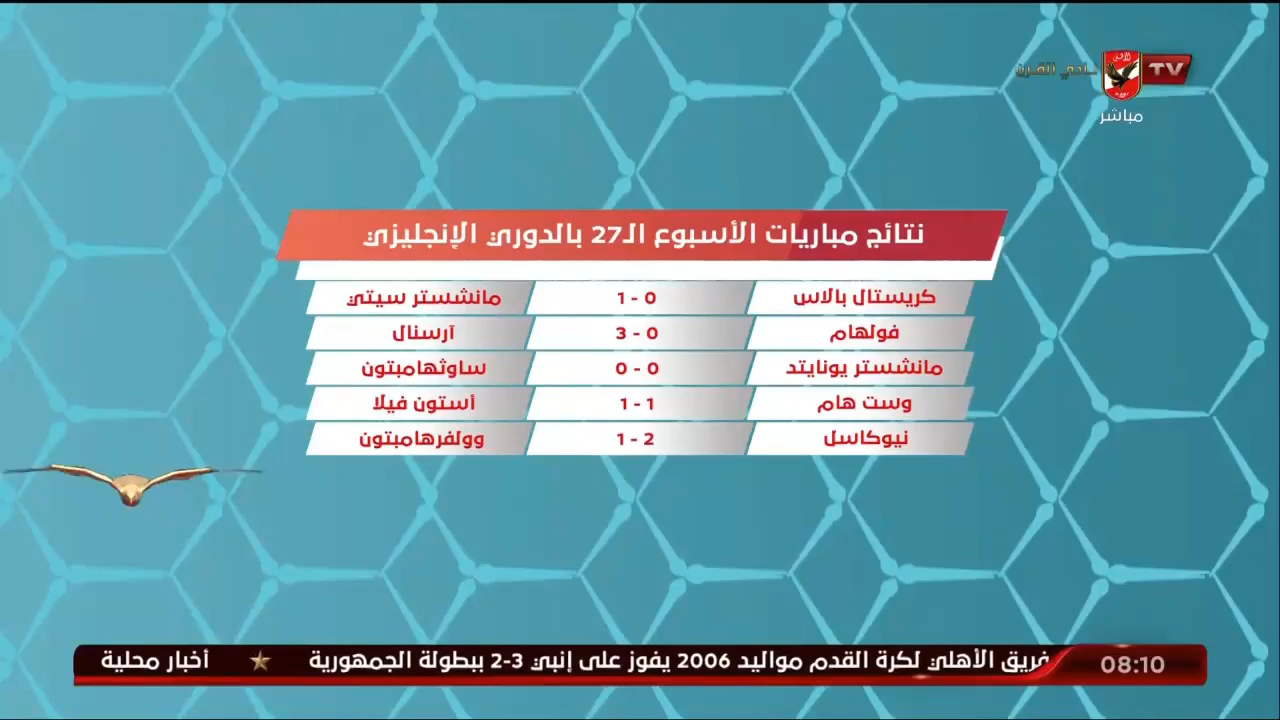 نادي القرن TV
مباشر
نتائج مباريات الأسبوع الـ27 بالدوري الإنجليزي
كريستال بالاس 1 - 0 مانشستر سيتي
فولهام 3 - 0 آرسنال
مانشستر يونايتد 0 - 0 ساوثهامبتون
وست هام 1 - 1 أستون فيلا
نيوكاسل 1 - 2 وولفرهامبتون
08:10 فريق الأهلي لكرة القدم مواليد 2006 يفوز على إنبي 3-2 ببطولة الجمهورية أخبار محلية